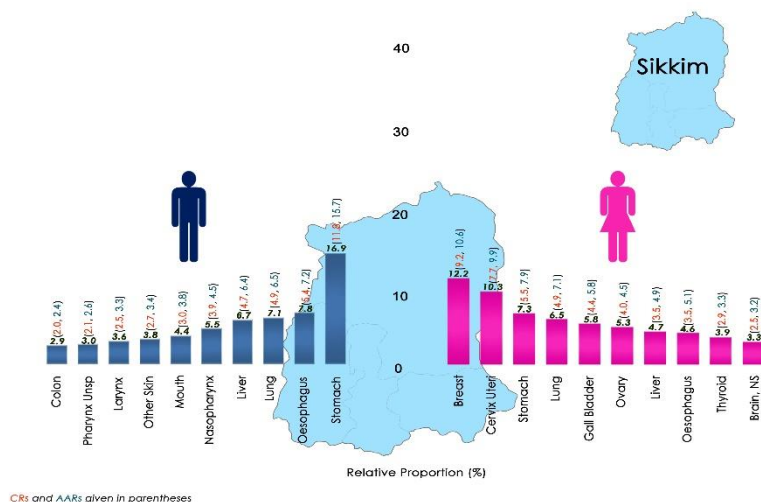 Sikkim
40
30
20
10
0
2.9 (2.0, 2.4)
3.0 (2.1, 2.6)
3.6 (2.5, 3.3)
3.8 (2.7, 3.4)
4.4 (3.0, 3.8)
5.5 (3.9, 4.5)
6.7 (4.7, 6.4)
7.1 (4.9, 6.5)
7.8 (5.4, 7.2)
16.9 (11.8, 15.7)
12.2 (9.2, 10.6)
10.3 (7.7, 9.9)
7.3 (5.5, 7.9)
6.5 (4.9, 7.1)
5.8 (4.4, 5.8)
5.3 (4.0, 4.5)
4.7 (3.5, 4.9)
4.6 (3.5, 5.1)
3.9 (2.9, 3.3)
3.3 (2.5, 3.2)
Colon
Pharynx Unsp
Larynx
Other Skin
Mouth
Nasopharynx
Liver
Lung
Oesophagus
Stomach
Breast
Cervix Uteri
Stomach
Lung
Gall Bladder
Ovary
Liver
Oesophagus
Thyroid
Brain, NS
Relative Proportion (%)
CRs and AARs given in parentheses